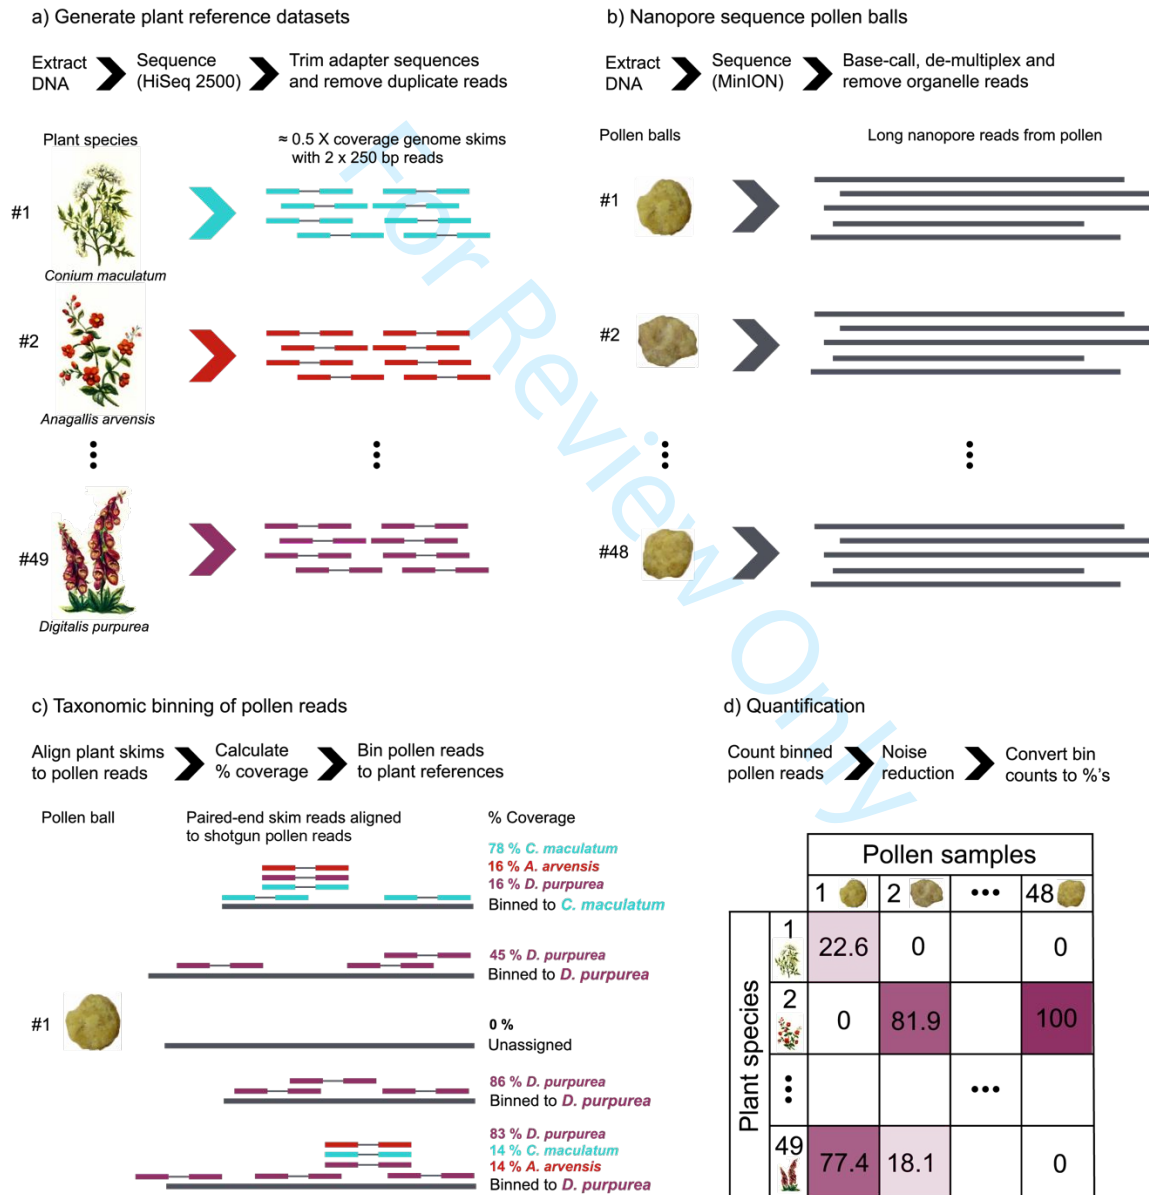 a) Generate plant reference datasets
Extract
DNA
Sequence
(HiSeq 2500)
Trim adapter sequences
and remove duplicate reads
Plant species
≈ 0.5 X coverage genome skims
with 2 x 250 bp reads
#1
Conium maculatum
#2
Anagallis arvensis
#49
Digitalis purpurea
b) Nanopore sequence pollen balls
Extract
DNA
Sequence
(MinION)
Base-call, de-multiplex and
remove organelle reads
Pollen balls
Long nanopore reads from pollen
#1
#2
#48
For Review Only
c) Taxonomic binning of pollen reads
Align plant skims
to pollen reads
Calculate
% coverage
Bin pollen reads
to plant references
Pollen ball
Paired-end skim reads aligned
to shotgun pollen reads
% Coverage
78 % C. maculatum
16 % A. arvensis
16 % D. purpurea
Binned to C. maculatum
45 % D. purpurea
Binned to D. purpurea
#1
0 %
Unassigned
86 % D. purpurea
Binned to D. purpurea
83 % D. purpurea
14 % C. maculatum
14 % A. arvensis
Binned to D. purpurea
d) Quantification
Count binned
pollen reads
Noise
reduction
Convert bin
counts to %'s
Pollen samples
1 2 ••• 48
Plant species
1 22.6 0 0
2 0 81.9 100
•••
49 77.4 18.1 0